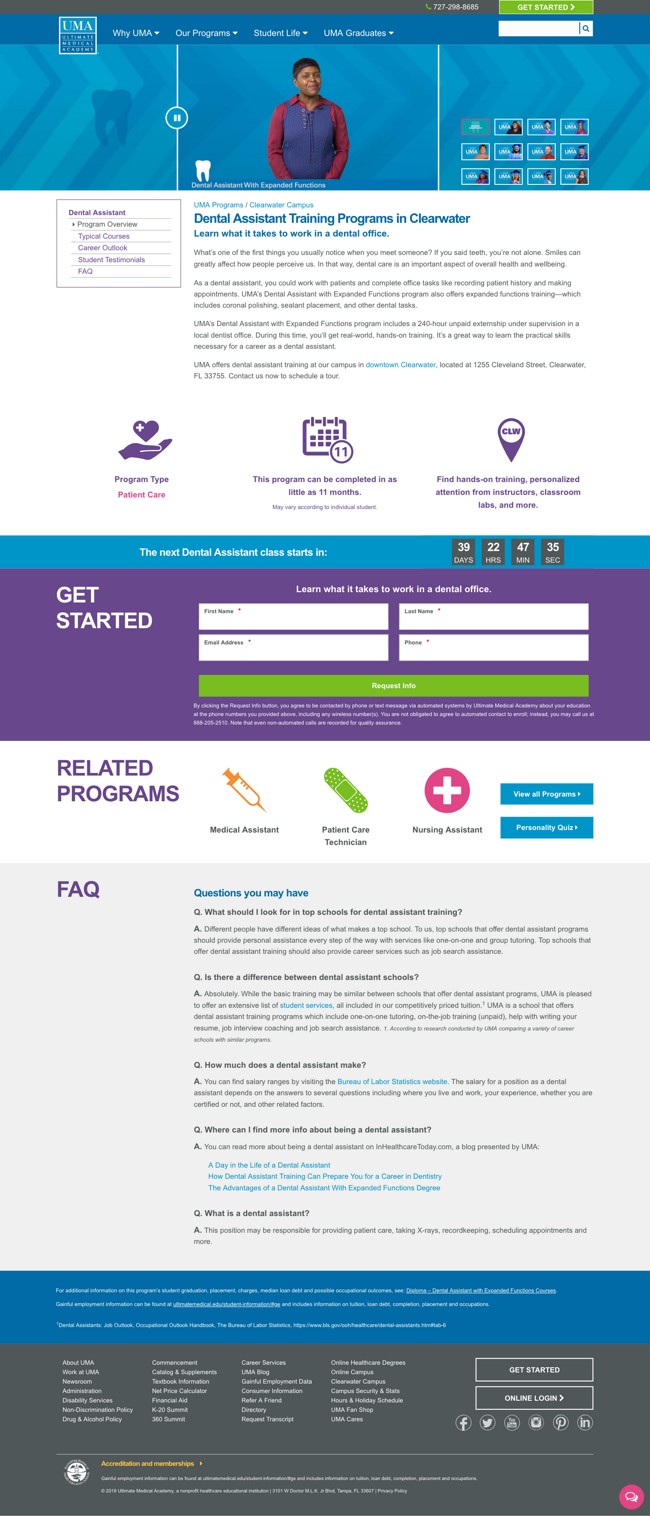 727-298-8685
GET STARTED
UMA
ULTIMATE
MEDICAL
ACADEMY
Why UMA
Our Programs
Student Life
UMA Graduates
Dental Assistant With Expanded Functions
Dental Assistant
Program Overview
Typical Courses
Career Outlook
Student Testimonials
FAQ
UMA Programs / Clearwater Campus
Dental Assistant Training Programs in Clearwater
Learn what it takes to work in a dental office.
What's one of the first things you usually notice when you meet someone? If you said teeth, you're not alone. Smiles can
greatly affect how people perceive us. In that way, dental care is an important aspect of overall health and wellbeing.
As a dental assistant, you could work with patients and complete office tasks like recording patient history and making
appointments. UMA's Dental Assistant with Expanded Functions program also offers expanded functions training—which
includes coronal polishing, sealant placement, and other dental tasks.
UMA's Dental Assistant with Expanded Functions program includes a 240-hour unpaid externship under supervision in a
local dentist office. During this time, you'll get real-world, hands-on training. It's a great way to learn the practical skills
necessary for a career as a dental assistant.
UMA offers dental assistant training at our campus in downtown Clearwater, located at 1255 Cleveland Street, Clearwater,
FL 33755. Contact us now to schedule a tour.
11
CLW
Program Type
Patient Care
This program can be completed in as
little as 11 months.
May vary according to individual student.
Find hands-on training, personalized
attention from instructors, classroom
labs, and more.
The next Dental Assistant class starts in:
39 22 47 35
DAYS HRS MIN SEC
GET
STARTED
Learn what it takes to work in a dental office.
First Name *
Last Name *
Email Address *
Phone *
Request Info
By clicking the Request Info button, you agree to be contacted by phone or text message via automated systems by Ultimate Medical Academy about your education
at the phone numbers you provided above, including any wireless number(s). You are not obligated to agree to automated contact to enroll; instead, you may call us at
888-205-2510. Note that even non-automated calls are recorded for quality assurance.
RELATED
PROGRAMS
Medical Assistant
Patient Care
Technician
Nursing Assistant
View all Programs
Personality Quiz
FAQ
Questions you may have
Q. What should I look for in top schools for dental assistant training?
A. Different people have different ideas of what makes a top school. To us, top schools that offer dental assistant programs
should provide personal assistance every step of the way with services like one-on-one and group tutoring. Top schools that
offer dental assistant training should also provide career services such as job search assistance.
Q. Is there a difference between dental assistant schools?
A. Absolutely. While the basic training may be similar between schools that offer dental assistant programs, UMA is pleased
to offer an extensive list of student services, all included in our competitively priced tuition.1 UMA is a school that offers
dental assistant training programs which include one-on-one tutoring, on-the-job training (unpaid), help with writing your
resume, job interview coaching and job search assistance. 1. According to research conducted by UMA comparing a variety of career
schools with similar programs.
Q. How much does a dental assistant make?
A. You can find salary ranges by visiting the Bureau of Labor Statistics website. The salary for a position as a dental
assistant depends on the answers to several questions including where you live and work, your experience, whether you are
certified or not, and other related factors.
Q. Where can I find more info about being a dental assistant?
A. You can read more about being a dental assistant on InHealthcareToday.com, a blog presented by UMA:
A Day in the Life of a Dental Assistant
How Dental Assistant Training Can Prepare You for a Career in Dentistry
The Advantages of a Dental Assistant With Expanded Functions Degree
Q. What is a dental assistant?
A. This position may be responsible for providing patient care, taking X-rays, recordkeeping, scheduling appointments and
more.
For additional information on this program's student graduation, placement, charges, median loan debt and possible occupational outcomes, see: Diploma – Dental Assistant with Expanded Functions Courses.
Gainful employment information can be found at ultimatemedical.edu/student-information/#ge and includes information on tuition, loan debt, completion, placement and occupations.
1Dental Assistants: Job Outlook, Occupational Outlook Handbook, The Bureau of Labor Statistics, https://www.bls.gov/ooh/healthcare/dental-assistants.htm#tab-6
About UMA
Work at UMA
Newsroom
Administration
Disability Services
Non-Discrimination Policy
Drug & Alcohol Policy
Commencement
Catalog & Supplements
Textbook Information
Net Price Calculator
Financial Aid
K-20 Summit
360 Summit
Career Services
UMA Blog
Gainful Employment Data
Consumer Information
Refer A Friend
Directory
Request Transcript
Online Healthcare Degrees
Online Campus
Clearwater Campus
Campus Security & Stats
Hours & Holiday Schedule
UMA Fan Shop
UMA Cares
GET STARTED
ONLINE LOGIN
Accreditation and memberships
Gainful employment information can be found at ultimatemedical.edu/student-information/#ge and includes information on tuition, loan debt, completion, placement and occupations.
© 2019 Ultimate Medical Academy, a nonprofit healthcare educational institution | 3101 W Doctor M.L.K. Jr Blvd, Tampa, FL 33607 | Privacy Policy